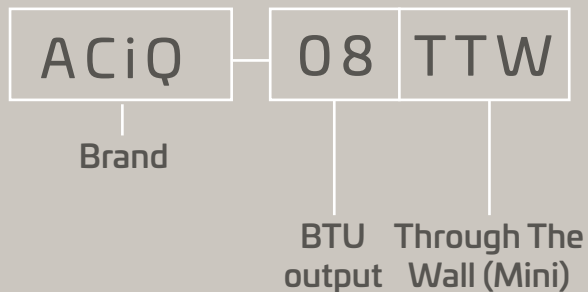 ACiQ 08 TTW
Brand
BTU output
Through The Wall (Mini)